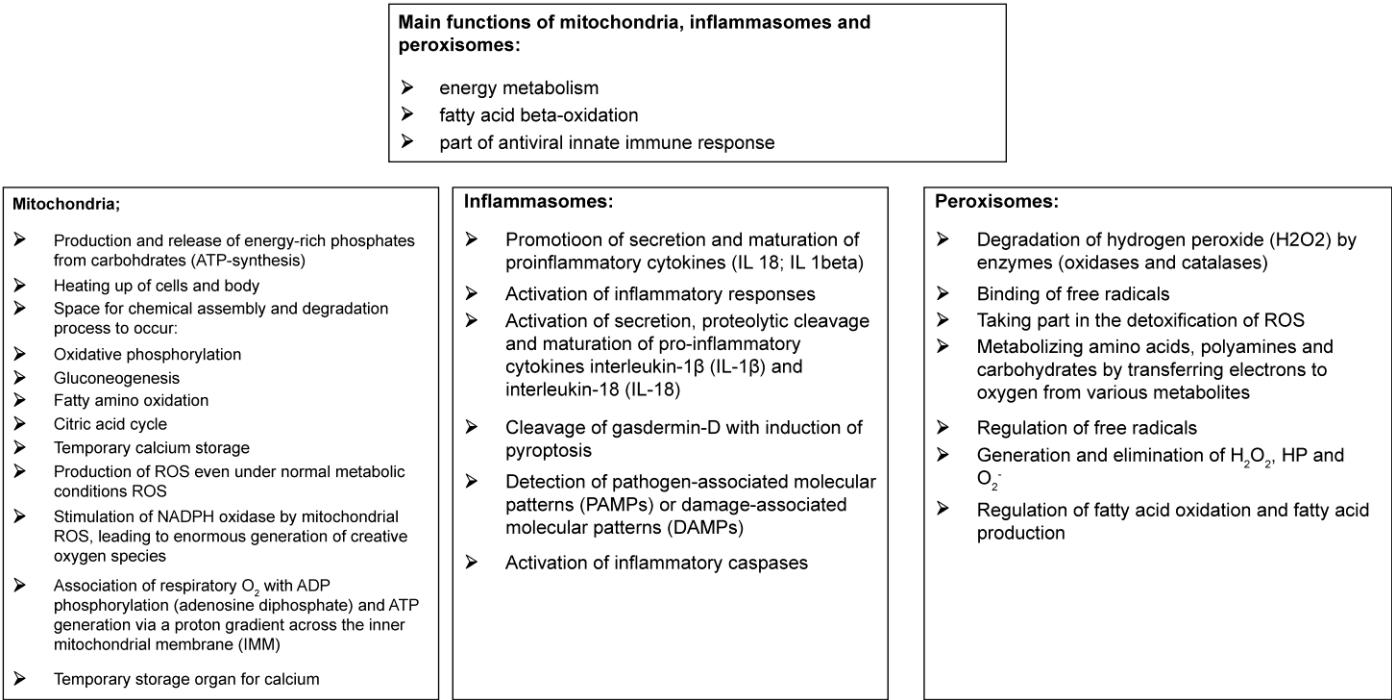 Main functions of mitochondria, inflammasomes and
peroxisomes:
➢ energy metabolism
➢ fatty acid beta-oxidation
➢ part of antiviral innate immune response
Mitochondria;
➢ Production and release of energy-rich phosphates
from carbohdrates (ATP-synthesis)
➢ Heating up of cells and body
➢ Space for chemical assembly and degradation
process to occur:
➢ Oxidative phosphorylation
➢ Gluconeogenesis
➢ Fatty amino oxidation
➢ Citric acid cycle
➢ Temporary calcium storage
➢ Production of ROS even under normal metabolic
conditions ROS
➢ Stimulation of NADPH oxidase by mitochondrial
ROS, leading to enormous generation of creative
oxygen species
➢ Association of respiratory O₂ with ADP
phosphorylation (adenosine diphosphate) and ATP
generation via a proton gradient across the inner
mitochondrial membrane (IMM)
➢ Temporary storage organ for calcium
Inflammasomes:
➢ Promotioon of secretion and maturation of
proinflammatory cytokines (IL 18; IL 1beta)
➢ Activation of inflammatory responses
➢ Activation of secretion, proteolytic cleavage
and maturation of pro-inflammatory
cytokines interleukin-1β (IL-1β) and
interleukin-18 (IL-18)
➢ Cleavage of gasdermin-D with induction of
pyroptosis
➢ Detection of pathogen-associated molecular
patterns (PAMPs) or damage-associated
molecular patterns (DAMPs)
➢ Activation of inflammatory caspases
Peroxisomes:
➢ Degradation of hydrogen peroxide (H2O2) by
enzymes (oxidases and catalases)
➢ Binding of free radicals
➢ Taking part in the detoxification of ROS
➢ Metabolizing amino acids, polyamines and
carbohydrates by transferring electrons to
oxygen from various metabolites
➢ Regulation of free radicals
➢ Generation and elimination of H₂O₂, HP and
O₂⁻
➢ Regulation of fatty acid oxidation and fatty acid
production